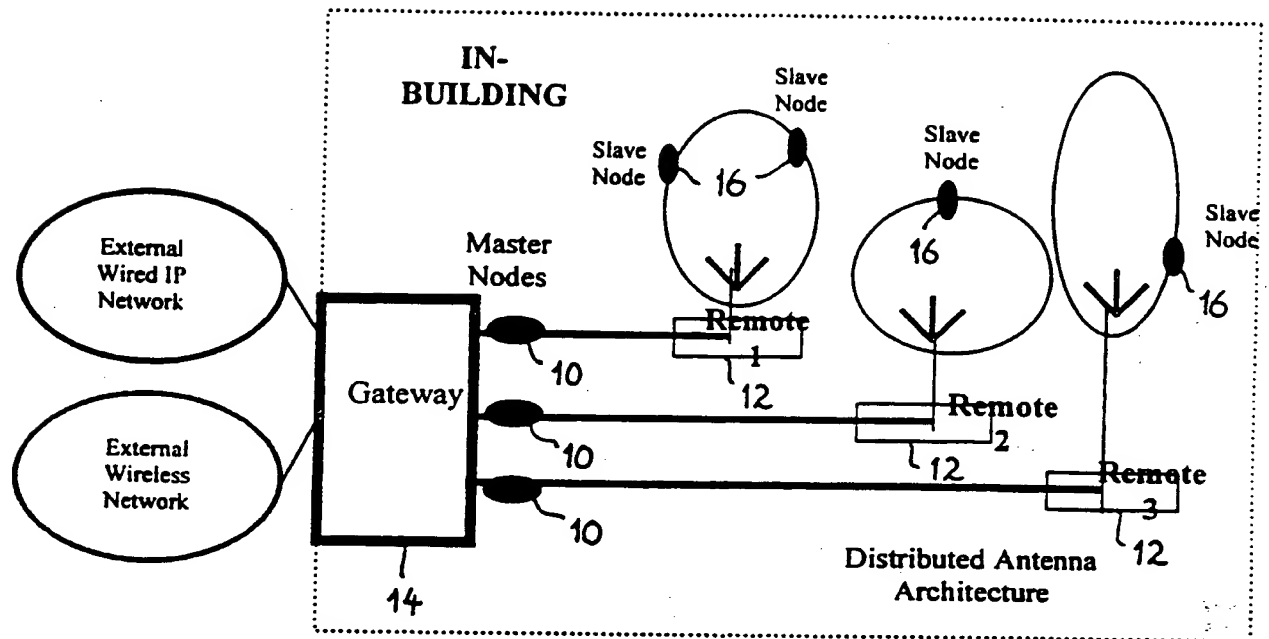 IN-
BUILDING
Slave
Node
Slave
Node
16
Slave
Node
16
Slave
Node
16
External
Wired IP
Network
Master
Nodes
Gateway
10
Remote
1
12
External
Wireless
Network
10
Remote
2
12
10
Remote
3
12
14
Distributed Antenna
Architecture